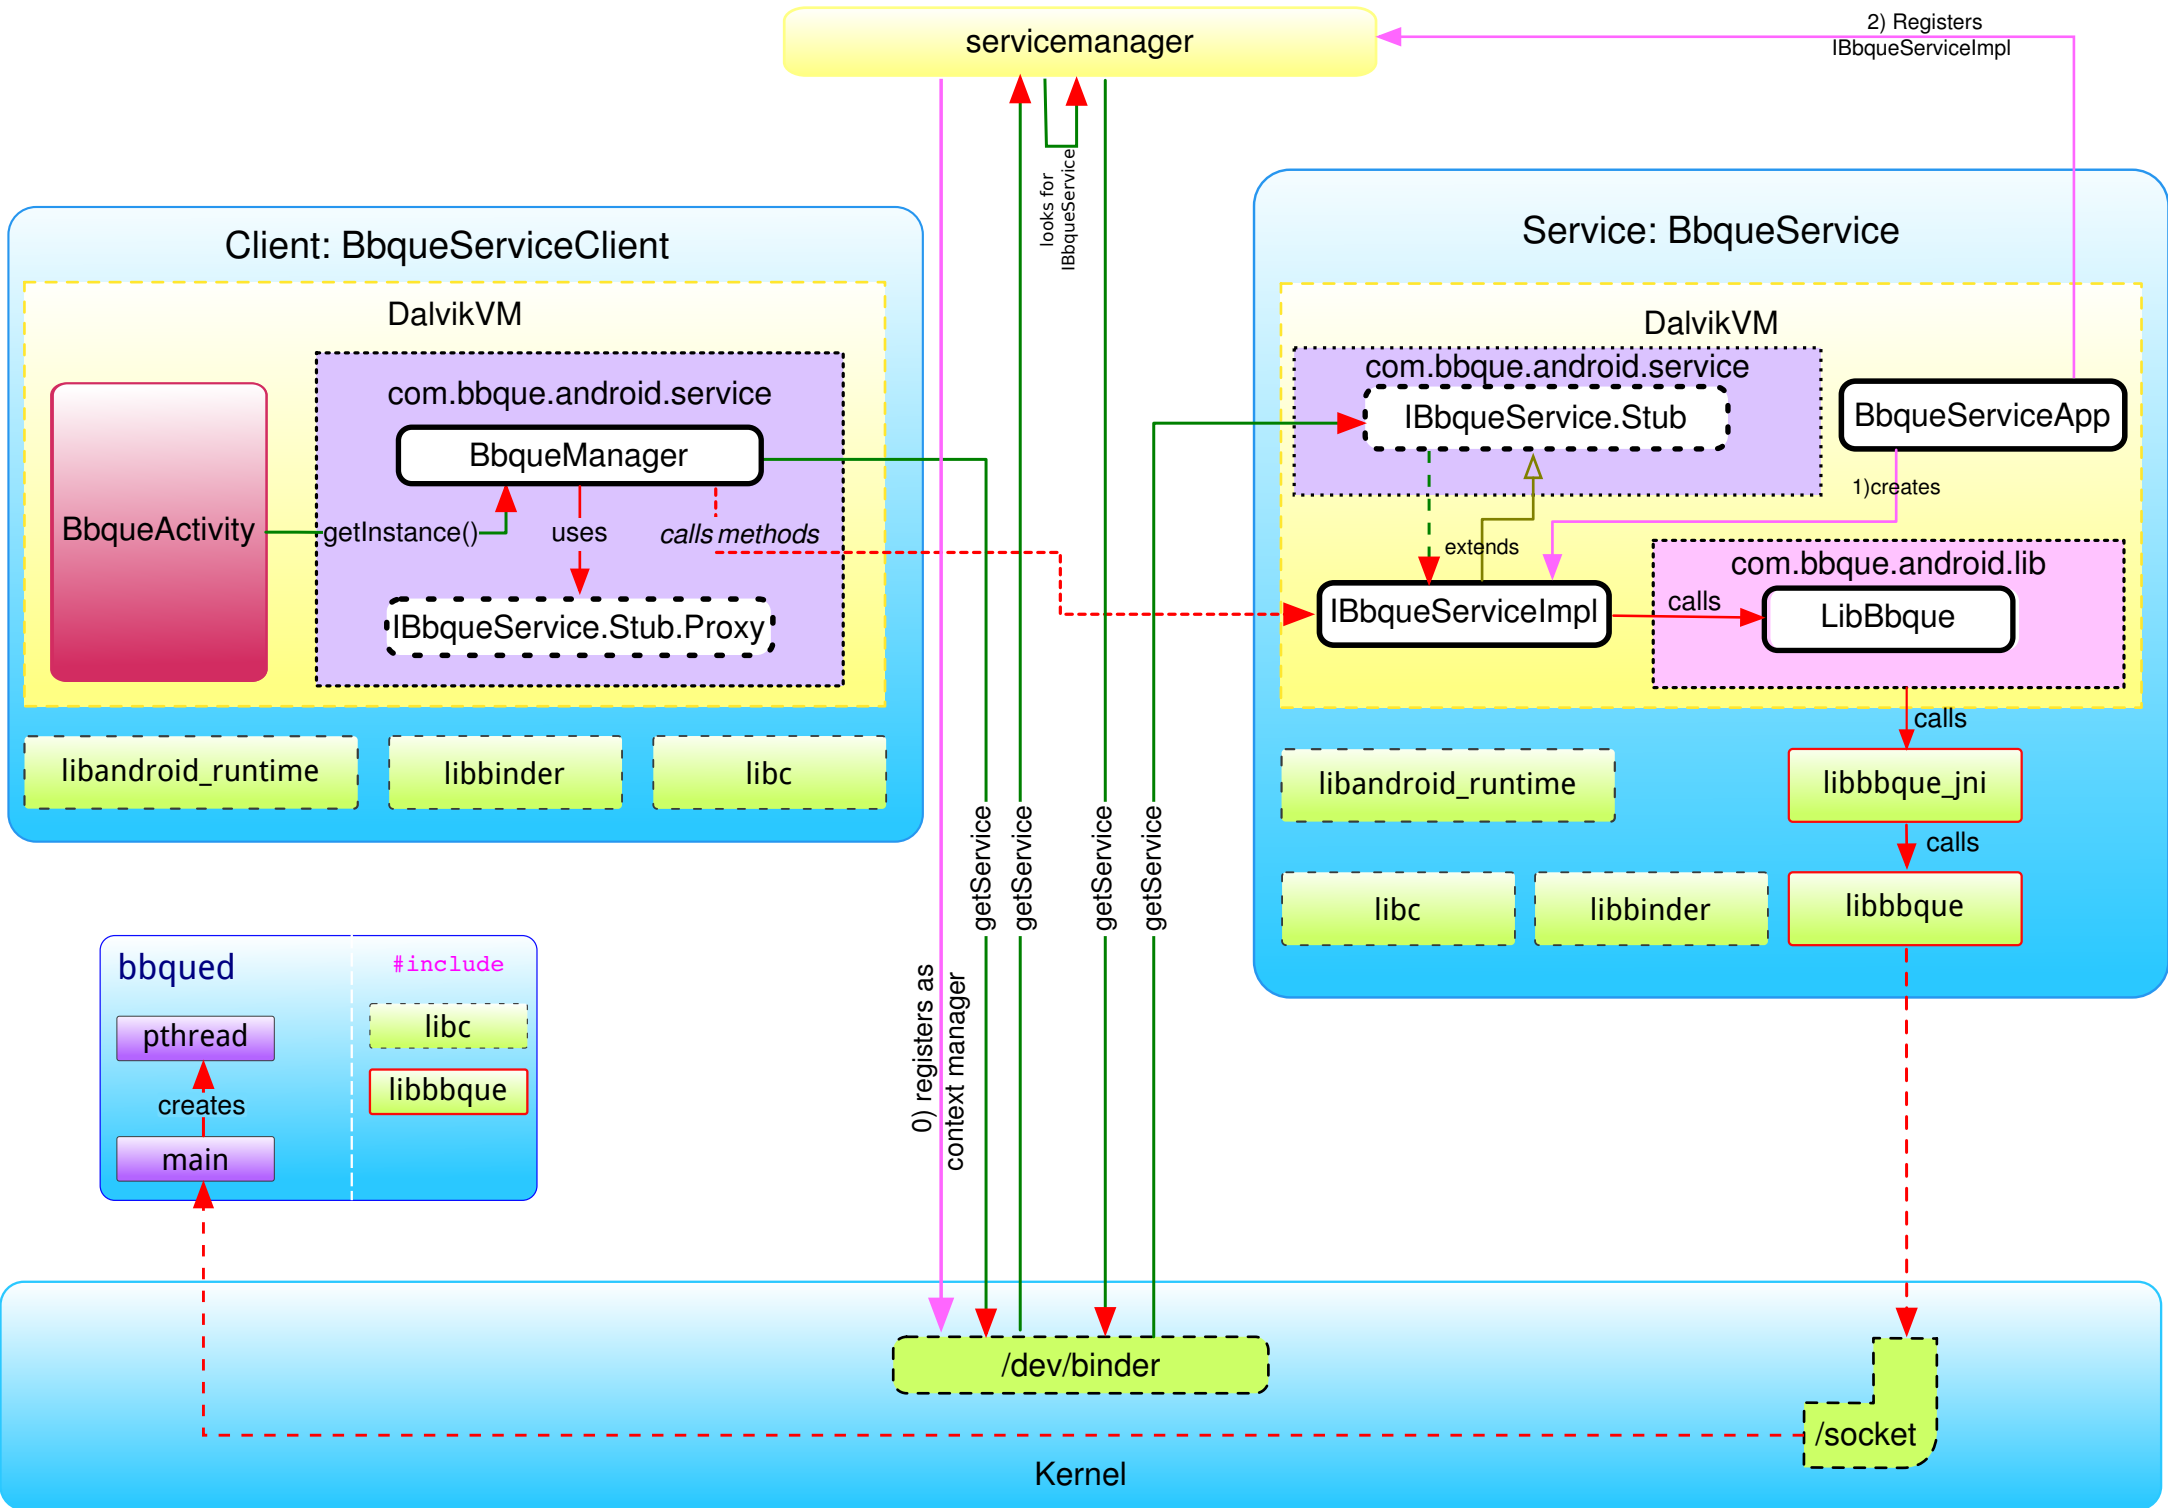 servicemanager
2) Registers
IBbqueServiceImpl
looks for
IBbqueService
Client: BbqueServiceClient
DalvikVM
com.bbque.android.service
BbqueManager
BbqueActivity
getInstance()
uses
calls methods
IBbqueService.Stub.Proxy
libandroid_runtime
libbinder
libc
Service: BbqueService
DalvikVM
com.bbque.android.service
IBbqueService.Stub
BbqueServiceApp
1)creates
extends
com.bbque.android.lib
IBbqueServiceImpl
calls
LibBbque
calls
libandroid_runtime
libbbque_jni
calls
libc
libbinder
libbbque
getService
getService
getService
getService
0) registers as
context manager
bbqued
#include
pthread
libc
creates
libbbque
main
/dev/binder
/socket
Kernel